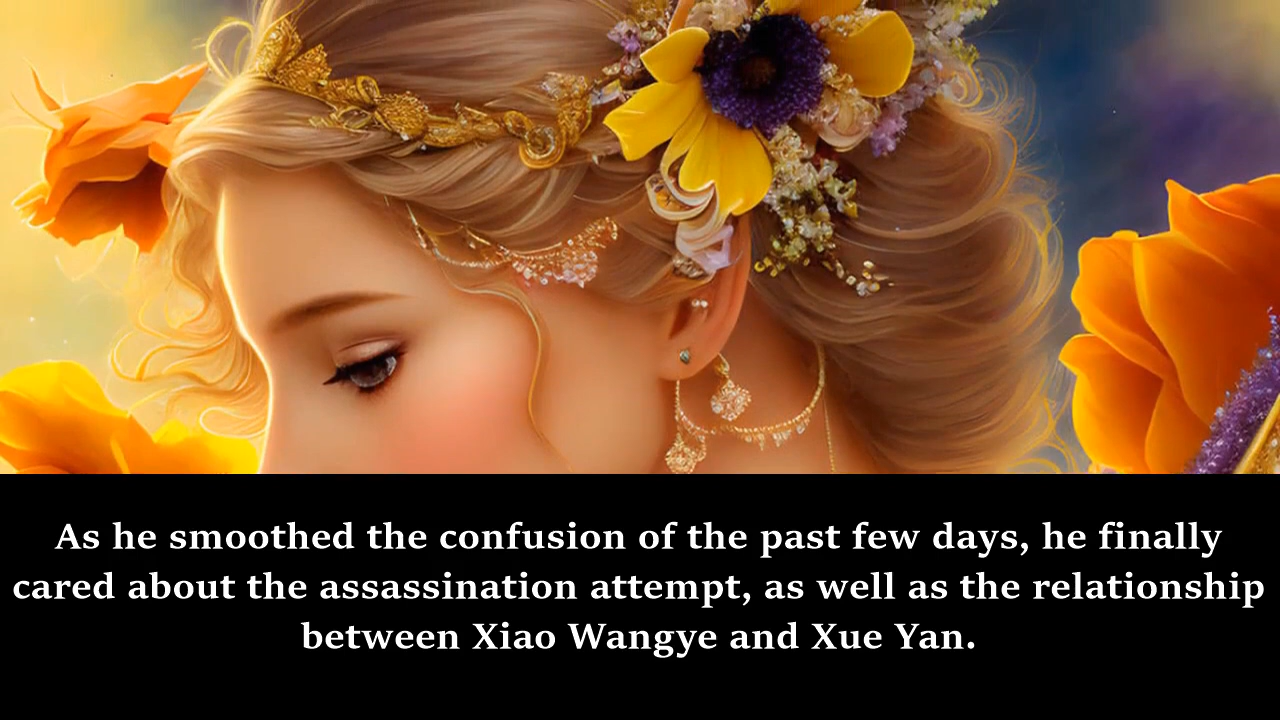 As he smoothed the confusion of the past few days, he finally
cared about the assassination attempt, as well as the relationship
between Xiao Wangye and Xue Yan.